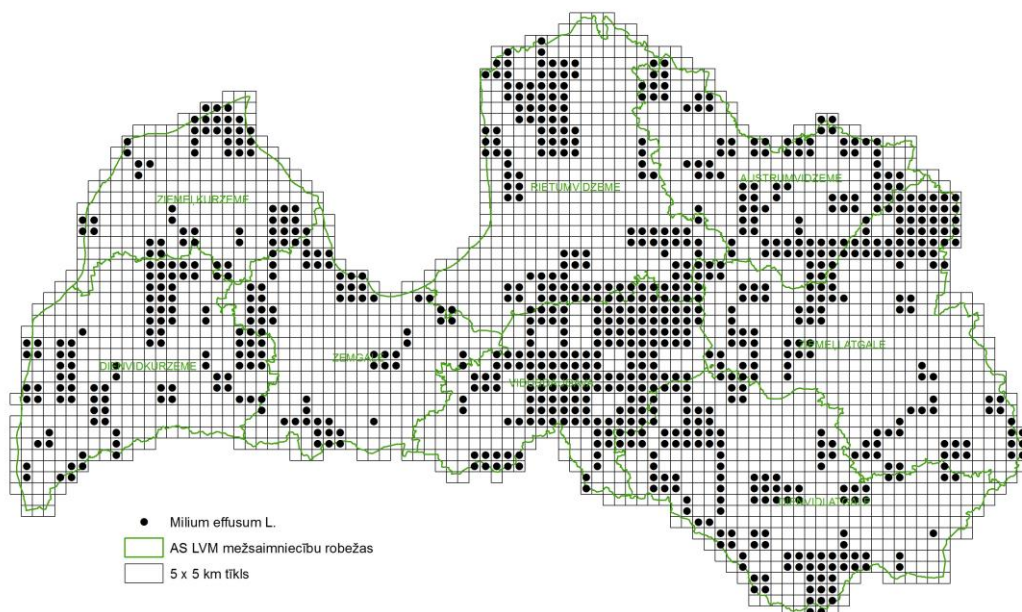 RIETUMVIDZEME
AUSTRUMVIDZEME
ZIEMEĻKURZEME
ZEMGALE
ZIEMEĻLATGALE
DIENVIDKURZEME
DIENVIDLATGALE
Milium effusum L.
AS LVM mežsaimniecību robežas
5 x 5 km tīkls